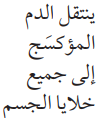 ينتقل الدم
المؤكسَج
إلى جميع
خلايا الجسم